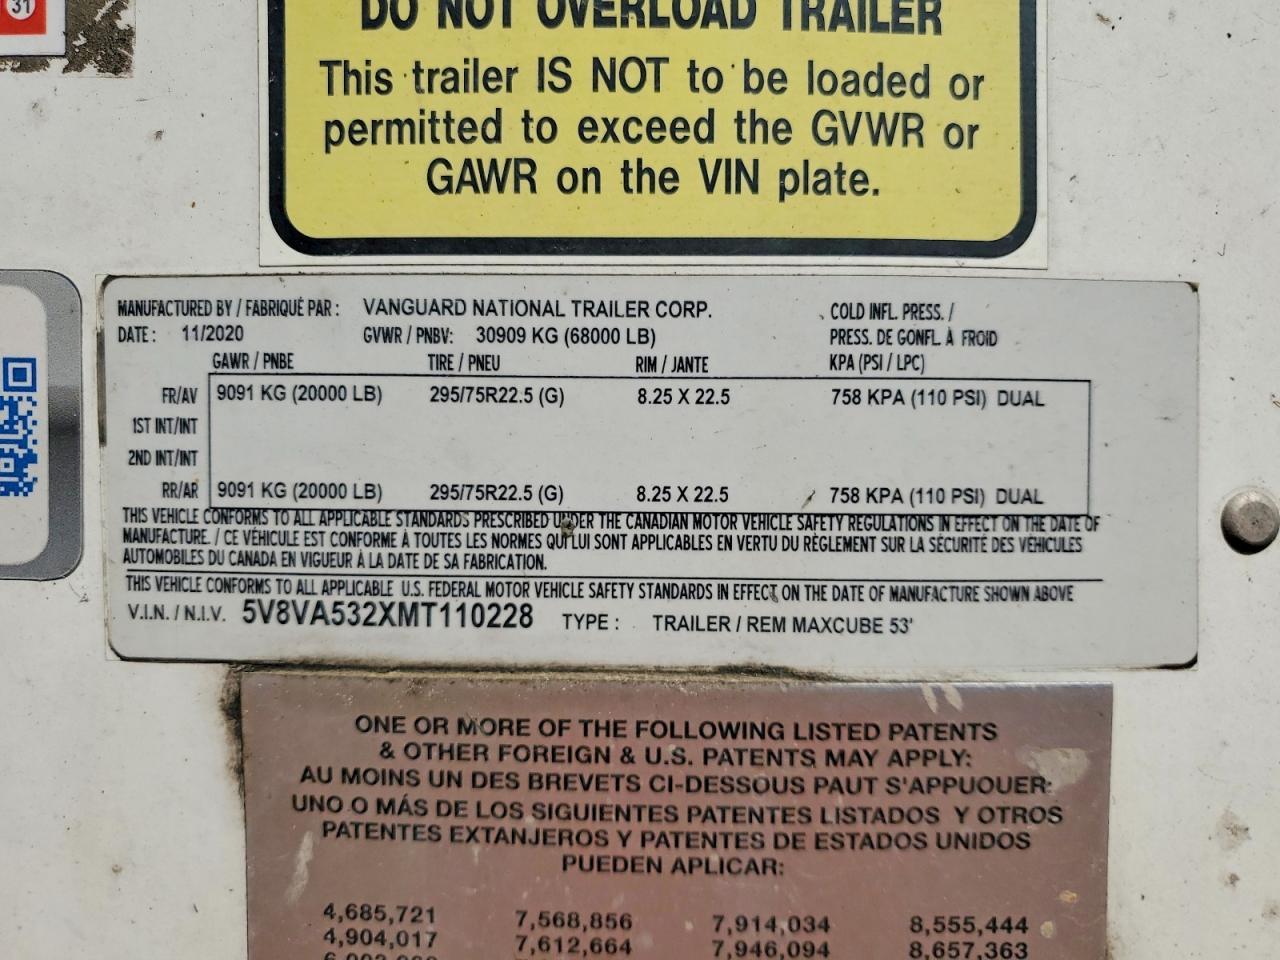 31
DO NOT OVERLOAD TRAILER
This trailer IS NOT to be loaded or
permitted to exceed the GVWR or
GAWR on the VIN plate.
MANUFACTURED BY / FABRIQUÉ PAR : VANGUARD NATIONAL TRAILER CORP. COLD INFL. PRESS. /
DATE : 11/2020 GVWR / PNBV: 30909 KG (68000 LB) PRESS. DE GONFL À FROID
GAWR / PNBE TIRE / PNEU RIM / JANTE KPA (PSI / LPC)
FR/AV 9091 KG (20000 LB) 295/75R22.5 (G) 8.25 X 22.5 758 KPA (110 PSI) DUAL
1ST INT/INT
2ND INT/INT
RR/AR 9091 KG (20000 LB) 295/75R22.5 (G) 8.25 X 22.5 758 KPA (110 PSI) DUAL
THIS VEHICLE CONFORMS TO ALL APPLICABLE STANDARDS PRESCRIBED UNDER THE CANADIAN MOTOR VEHICLE SAFETY REGULATIONS IN EFFECT ON THE DATE OF
MANUFACTURE. / CE VÉHICULE EST CONFORME À TOUTES LES NORMES QUI LUI SONT APPLICABLES EN VERTU DU RÈGLEMENT SUR LA SÉCURITÉ DES VÉHICULES
AUTOMOBILES DU CANADA EN VIGUEUR À LA DATE DE SA FABRICATION.
THIS VEHICLE CONFORMS TO ALL APPLICABLE U.S. FEDERAL MOTOR VEHICLE SAFETY STANDARDS IN EFFECT ON THE DATE OF MANUFACTURE SHOWN ABOVE
V.I.N. / N.I.V. 5V8VA532XMT110228 TYPE : TRAILER / REM MAXCUBE 53'
ONE OR MORE OF THE FOLLOWING LISTED PATENTS
& OTHER FOREIGN & U.S. PATENTS MAY APPLY:
AU MOINS UN DES BREVETS CI-DESSOUS PAUT S'APPUOUER:
UNO O MÁS DE LOS SIGUIENTES PATENTES LISTADOS Y OTROS
PATENTES EXTANJEROS Y PATENTES DE ESTADOS UNIDOS
PUEDEN APLICAR:
4,685,721 7,568,856 7,914,034 8,555,444
4,904,017 7,612,664 7,946,094 8,657,363